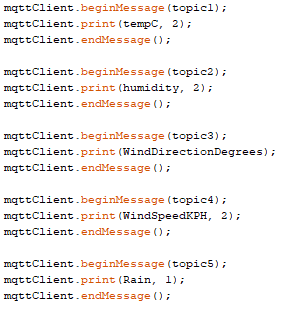 mqttClient.beginMessage(topic1);
mqttClient.print(tempC, 2);
mqttClient.endMessage();
mqttClient.beginMessage(topic2);
mqttClient.print(humidity, 2);
mqttClient.endMessage();
mqttClient.beginMessage(topic3);
mqttClient.print(WindDirectionDegrees);
mqttClient.endMessage();
mqttClient.beginMessage(topic4);
mqttClient.print(WindSpeedKPH, 2);
mqttClient.endMessage();
mqttClient.beginMessage(topic5);
mqttClient.print(Rain, 1);
mqttClient.endMessage();